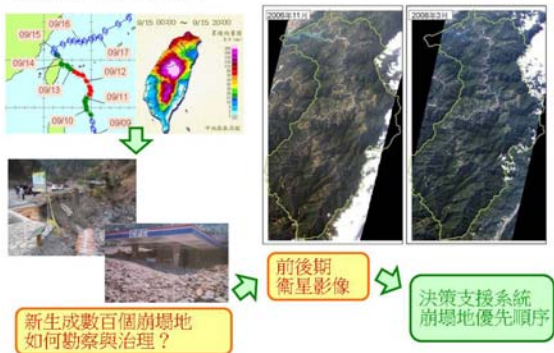 09/15
09/16
09/17
09/14
09/13
09/12
09/11
09/10
09/09
9/15 00:00 ～ 9/15 20:00
2006年11月
2006年3月
新生成數百個崩塌地
如何勘察與治理？
前後期
衛星影像
決策支援系統
崩塌地優先順序